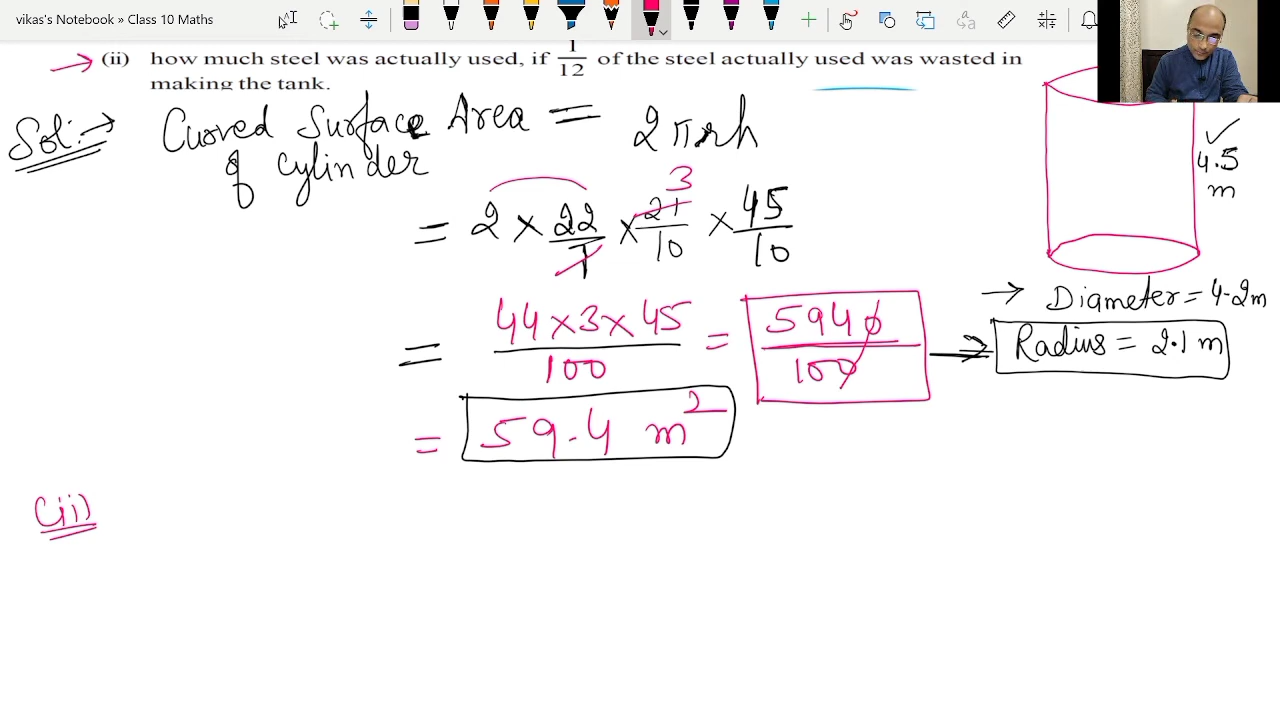 vikas's Notebook » Class 10 Maths
(ii) how much steel was actually used, if 1/12 of the steel actually used was wasted in
making the tank.
Sol:→ Curved Surface Area = 2πrh
of cylinder
4.5
m
= 2 × 22/7 × 21/10 × 45/10
3
= 44×3×45/100 = 5940/100
→ Diameter = 4.2m
⇒ Radius = 2.1 m
= 59.4 m²
(ii)